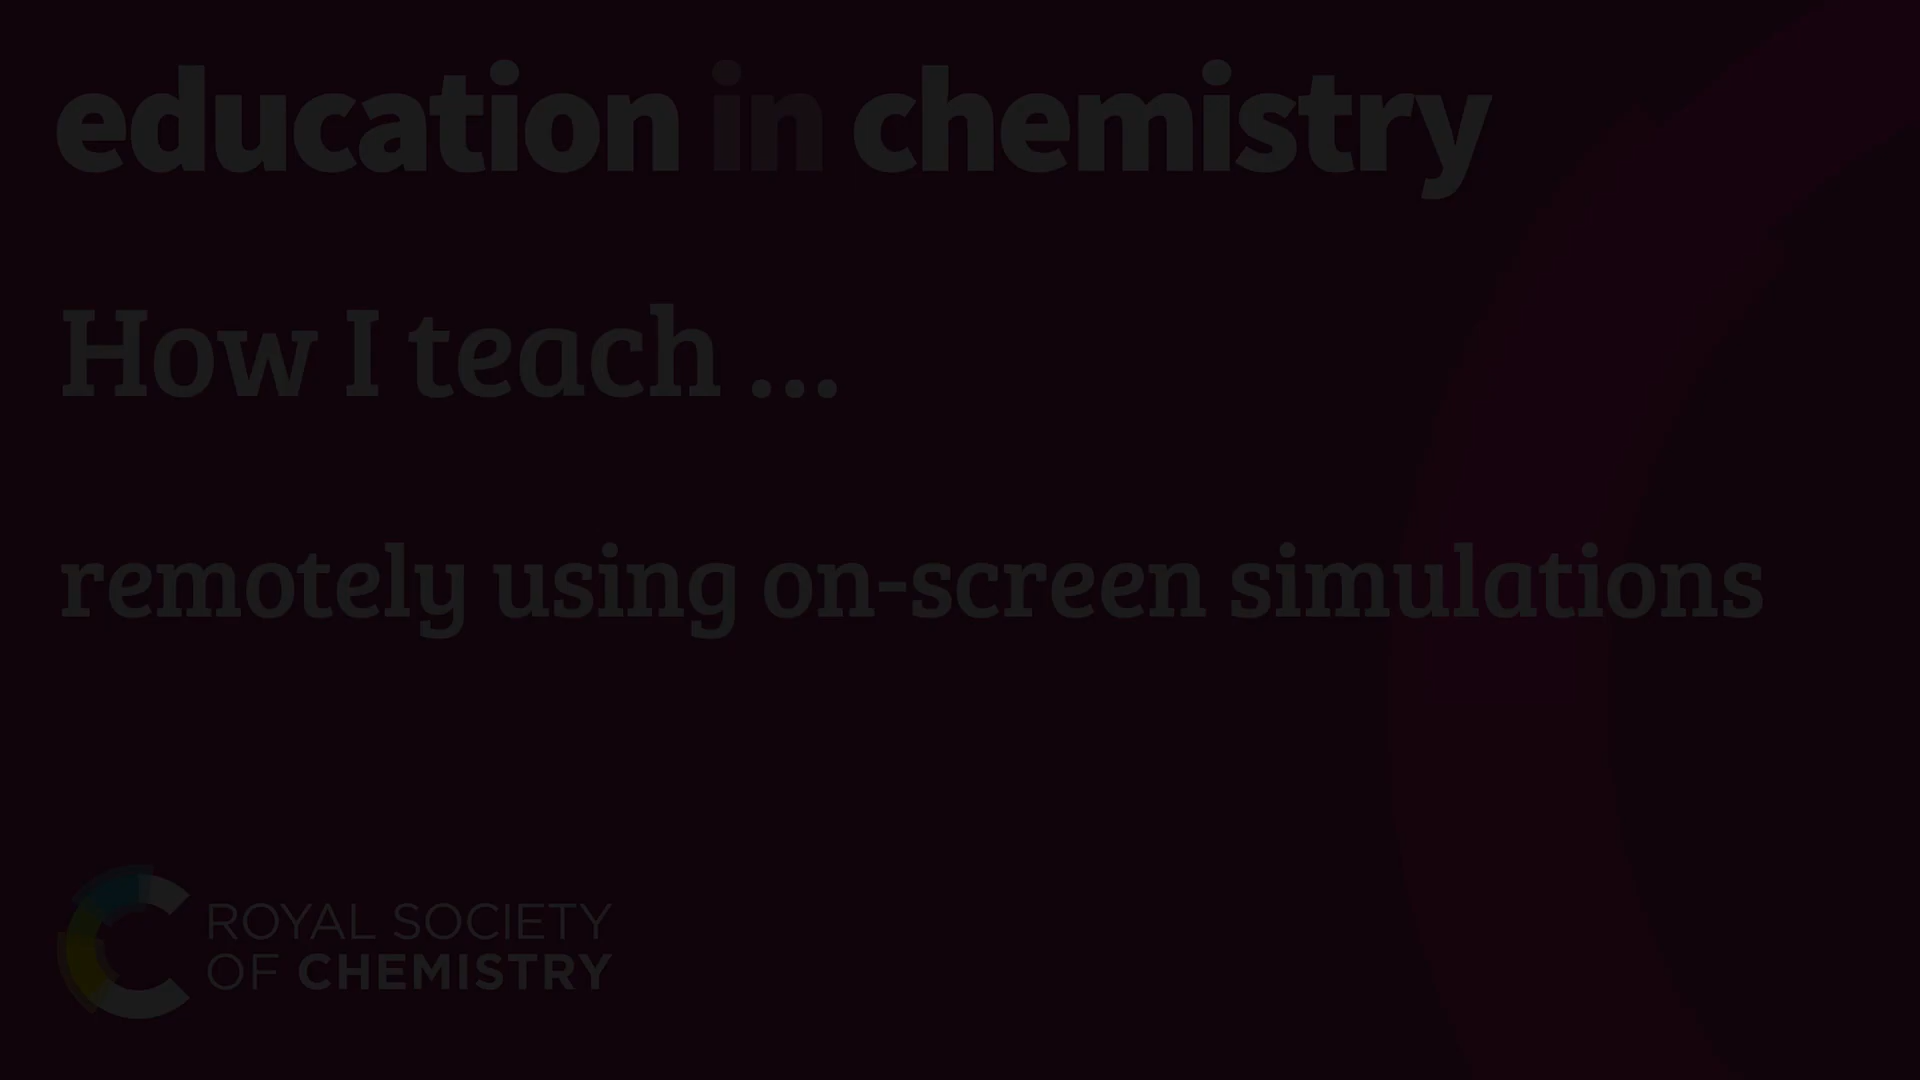 education in chemistry
How I teach ...
remotely using on-screen simulations
ROYAL SOCIETY
OF CHEMISTRY